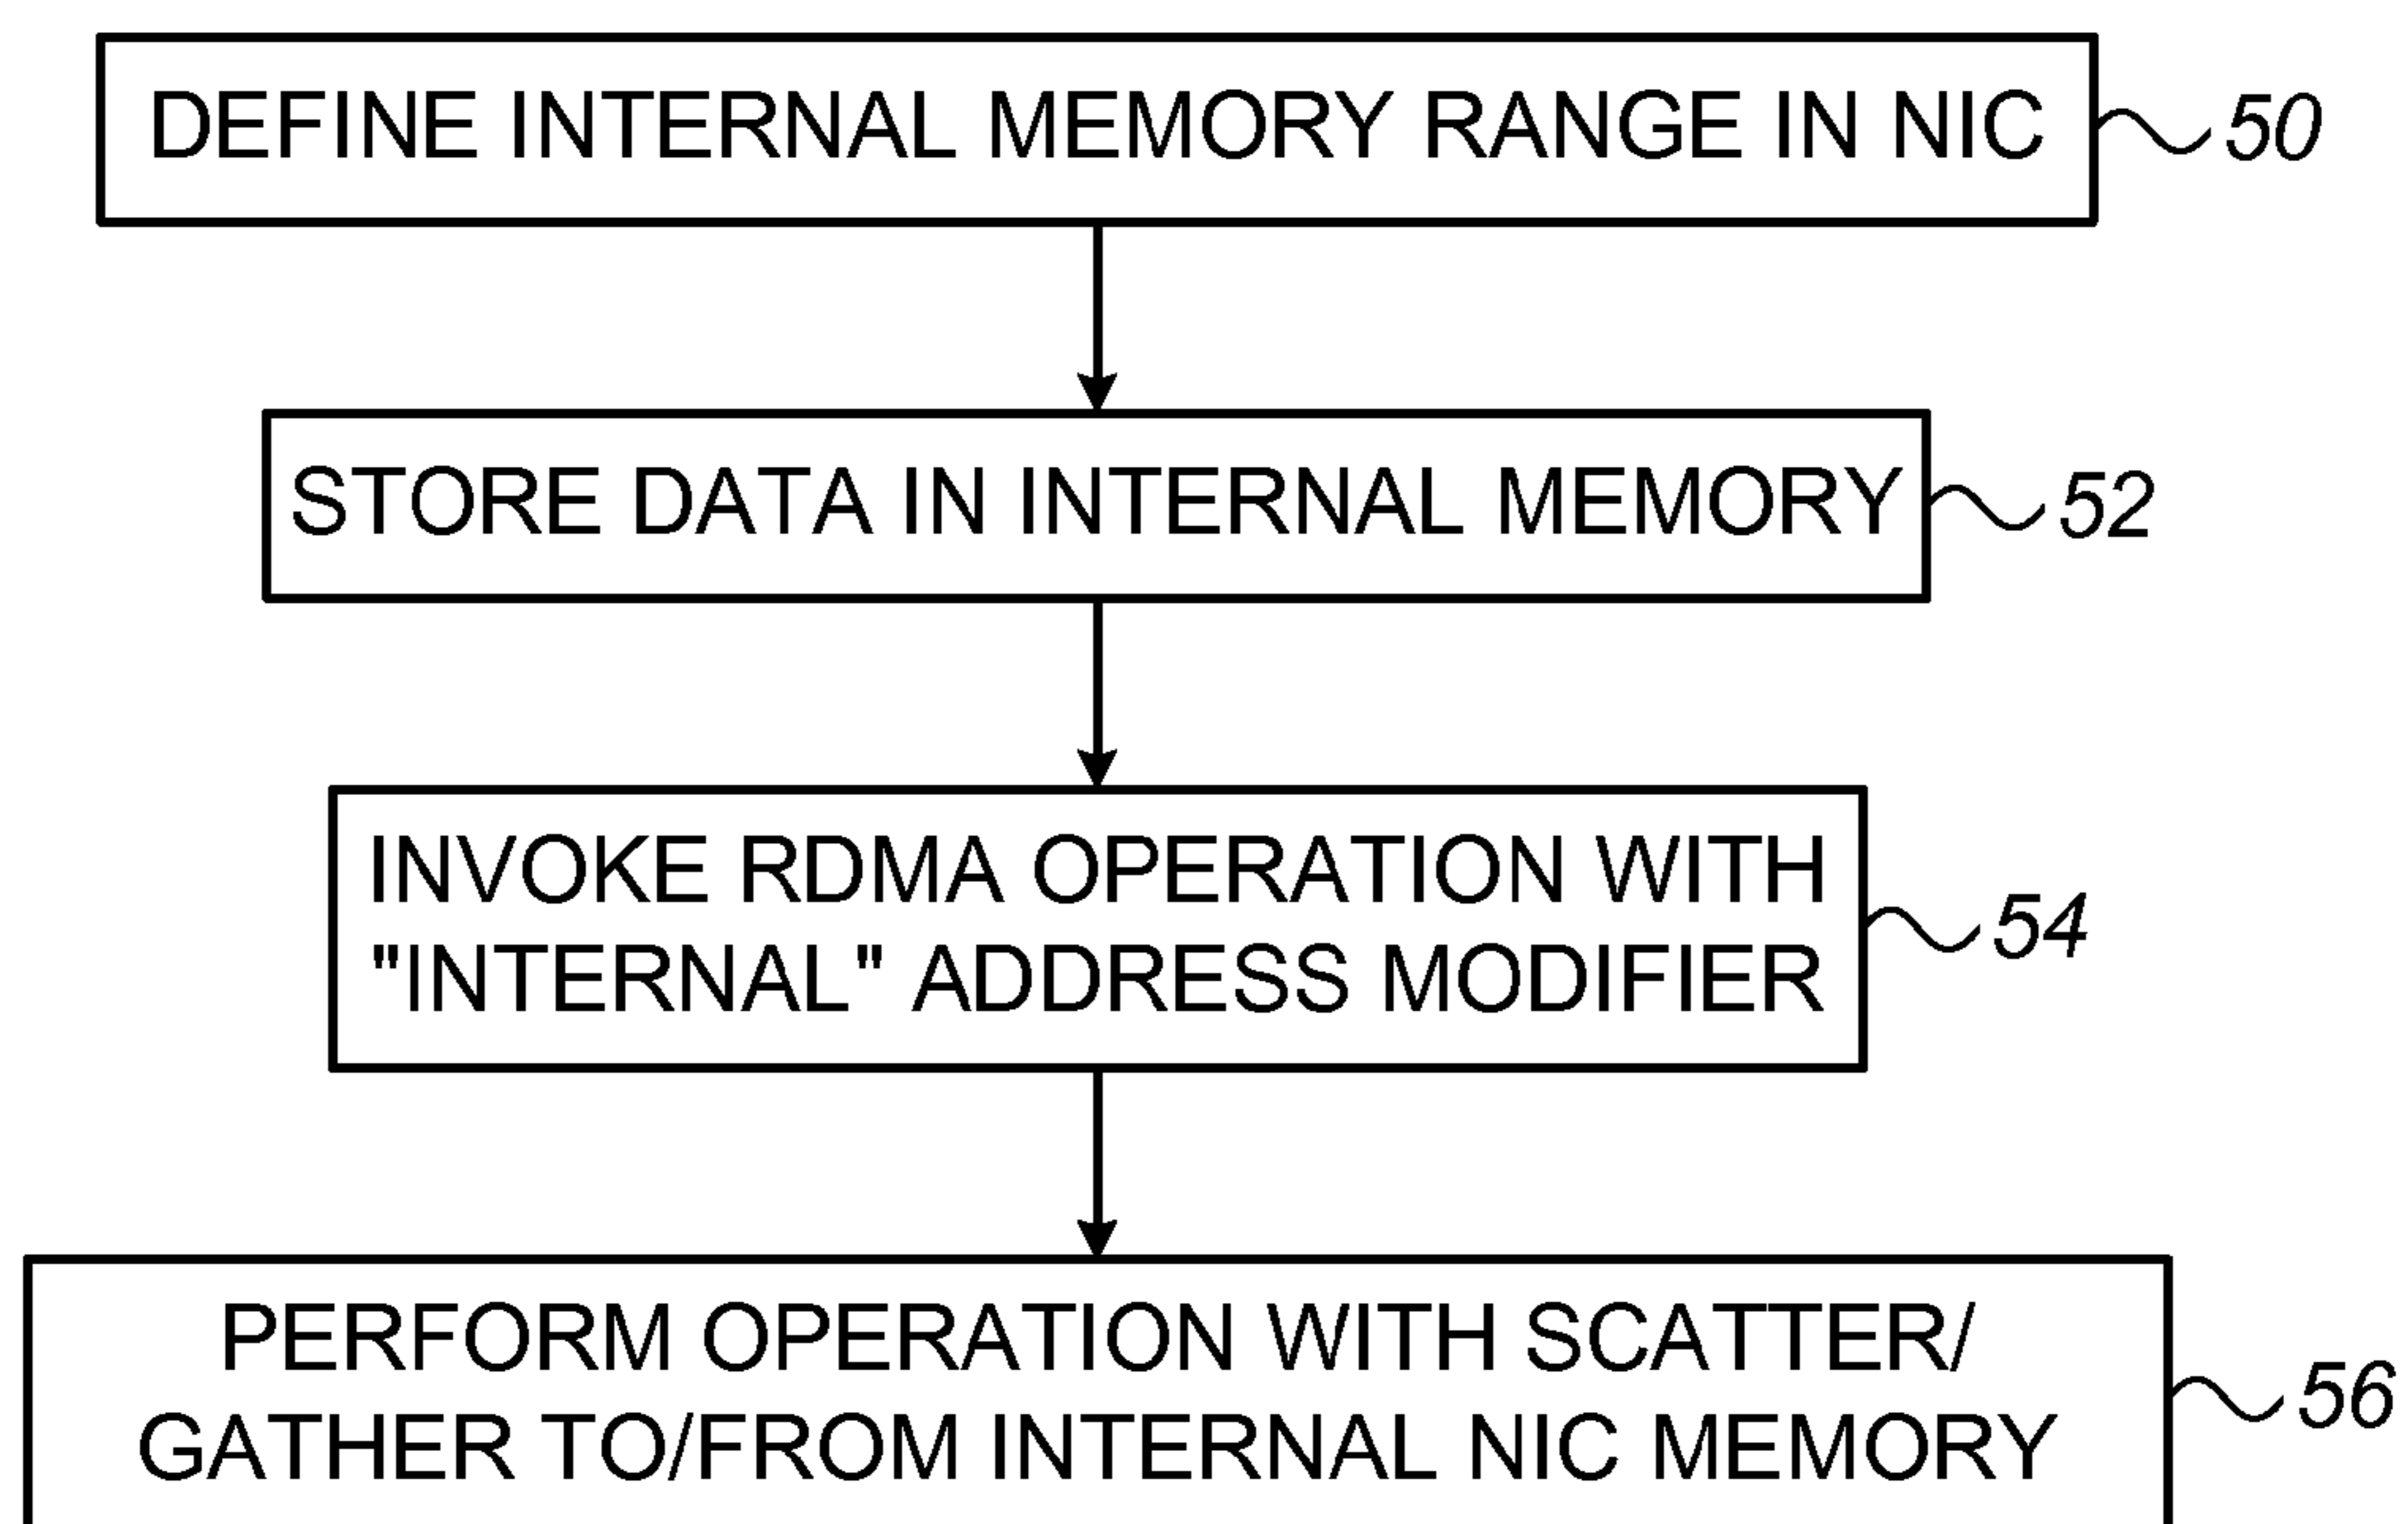 DEFINE INTERNAL MEMORY RANGE IN NIC 50
STORE DATA IN INTERNAL MEMORY 52
INVOKE RDMA OPERATION WITH
"INTERNAL" ADDRESS MODIFIER
54
PERFORM OPERATION WITH SCATTER/
GATHER TO/FROM INTERNAL NIC MEMORY
56